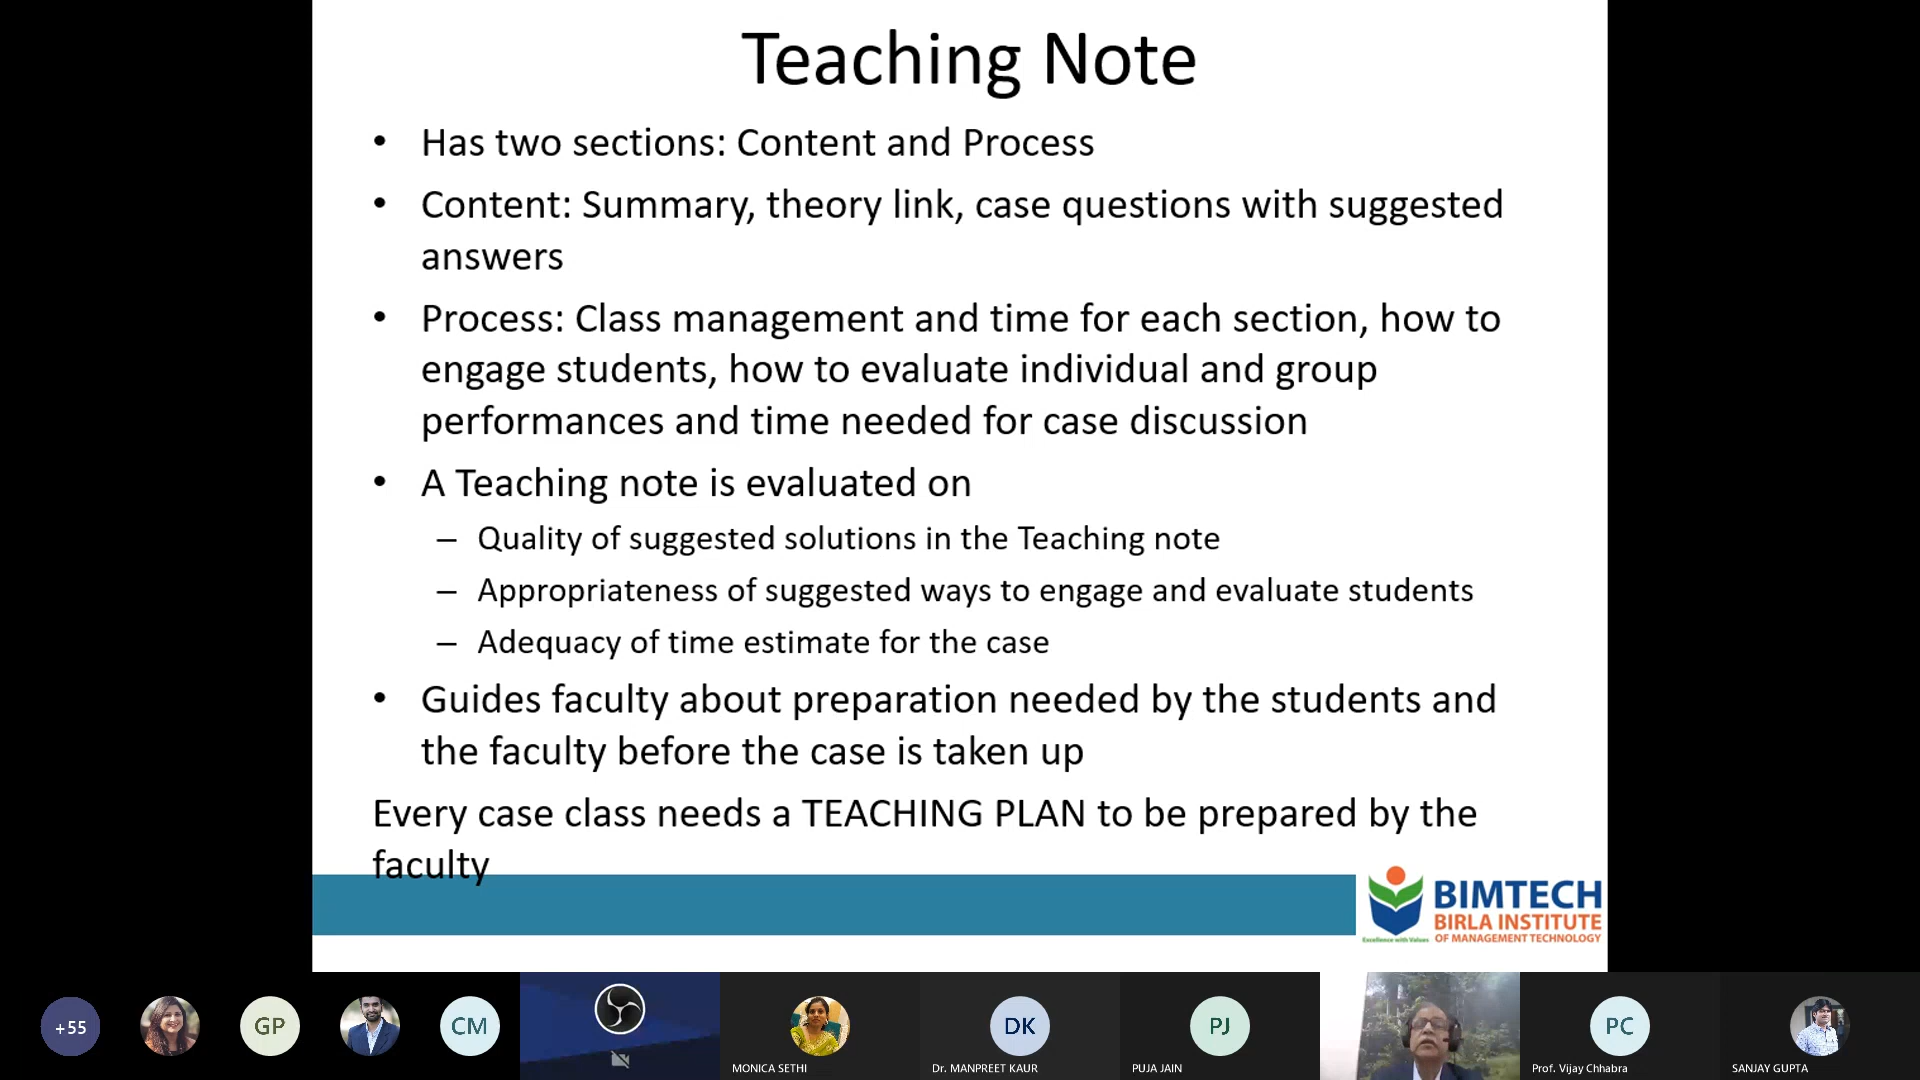 Teaching Note
• Has two sections: Content and Process
• Content: Summary, theory link, case questions with suggested
answers
• Process: Class management and time for each section, how to
engage students, how to evaluate individual and group
performances and time needed for case discussion
• A Teaching note is evaluated on
– Quality of suggested solutions in the Teaching note
– Appropriateness of suggested ways to engage and evaluate students
– Adequacy of time estimate for the case
• Guides faculty about preparation needed by the students and
the faculty before the case is taken up
Every case class needs a TEACHING PLAN to be prepared by the
faculty
BIMTECH
BIRLA INSTITUTE
OF MANAGEMENT TECHNOLOGY
Excellence with Values
+55
GP
CM
DK
PJ
PC
MONICA SETHI
Dr. MANPREET KAUR
PUJA JAIN
Prof. Vijay Chhabra
SANJAY GUPTA